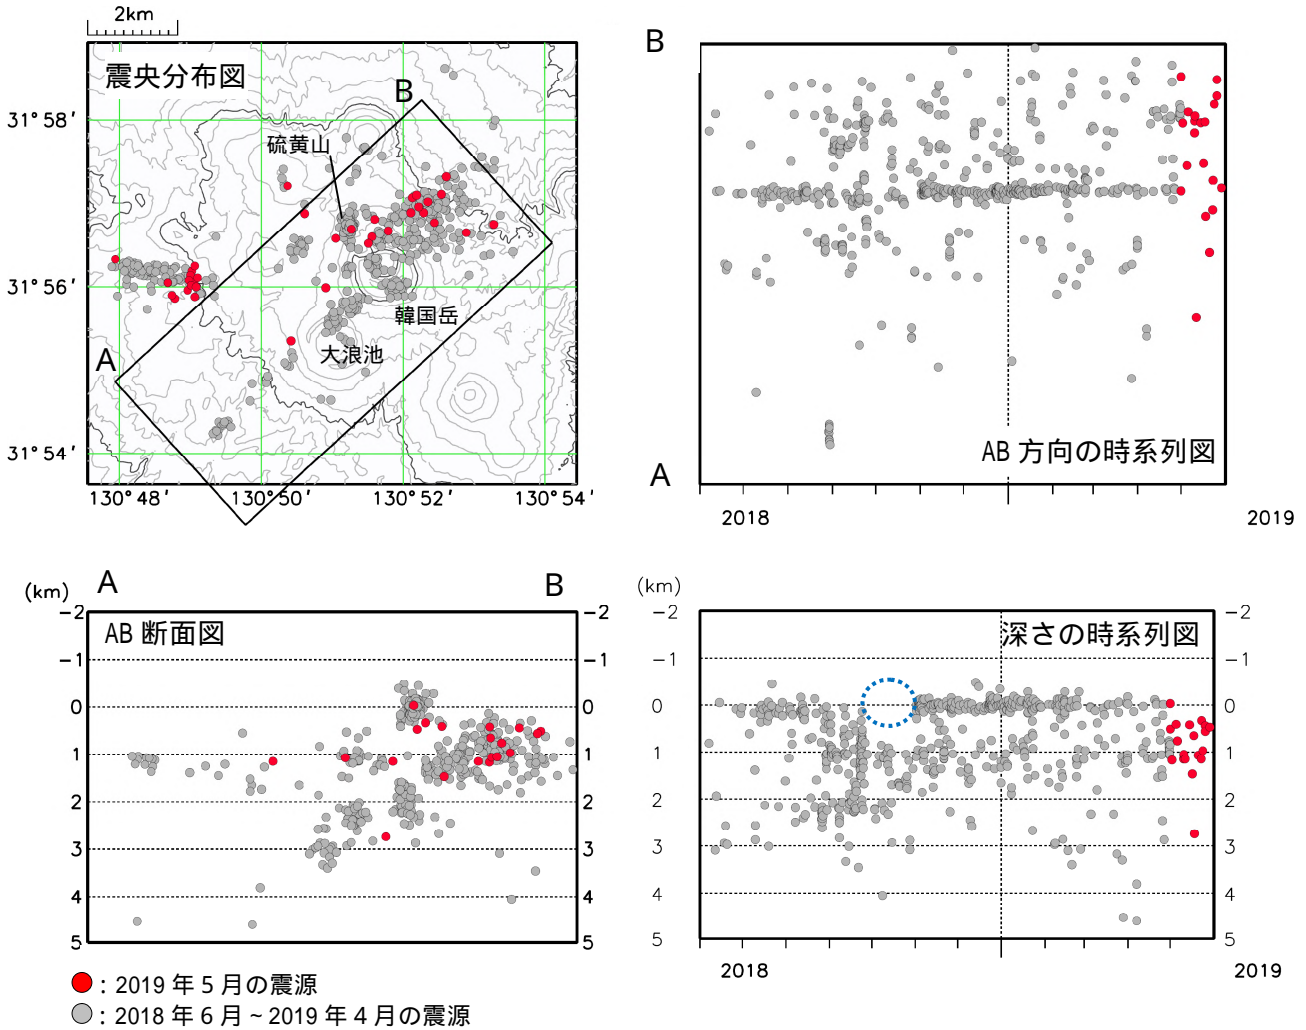 2km
震央分布図
B
31°58′
硫黄山
31°56′
韓国岳
大浪池
A
31°54′
130°48′
130°50′
130°52′
130°54′
B
AB 方向の時系列図
A
2018
2019
(km)
A
B
AB 断面図
-2
-1
0
1
2
3
4
5
-2
-1
0
1
2
3
4
5
(km)
深さの時系列図
-2
-1
0
1
2
3
4
5
-2
-1
0
1
2
3
4
5
2018
2019
: 2019 年 5 月の震源
: 2018 年 6 月 ~ 2019 年 4 月の震源